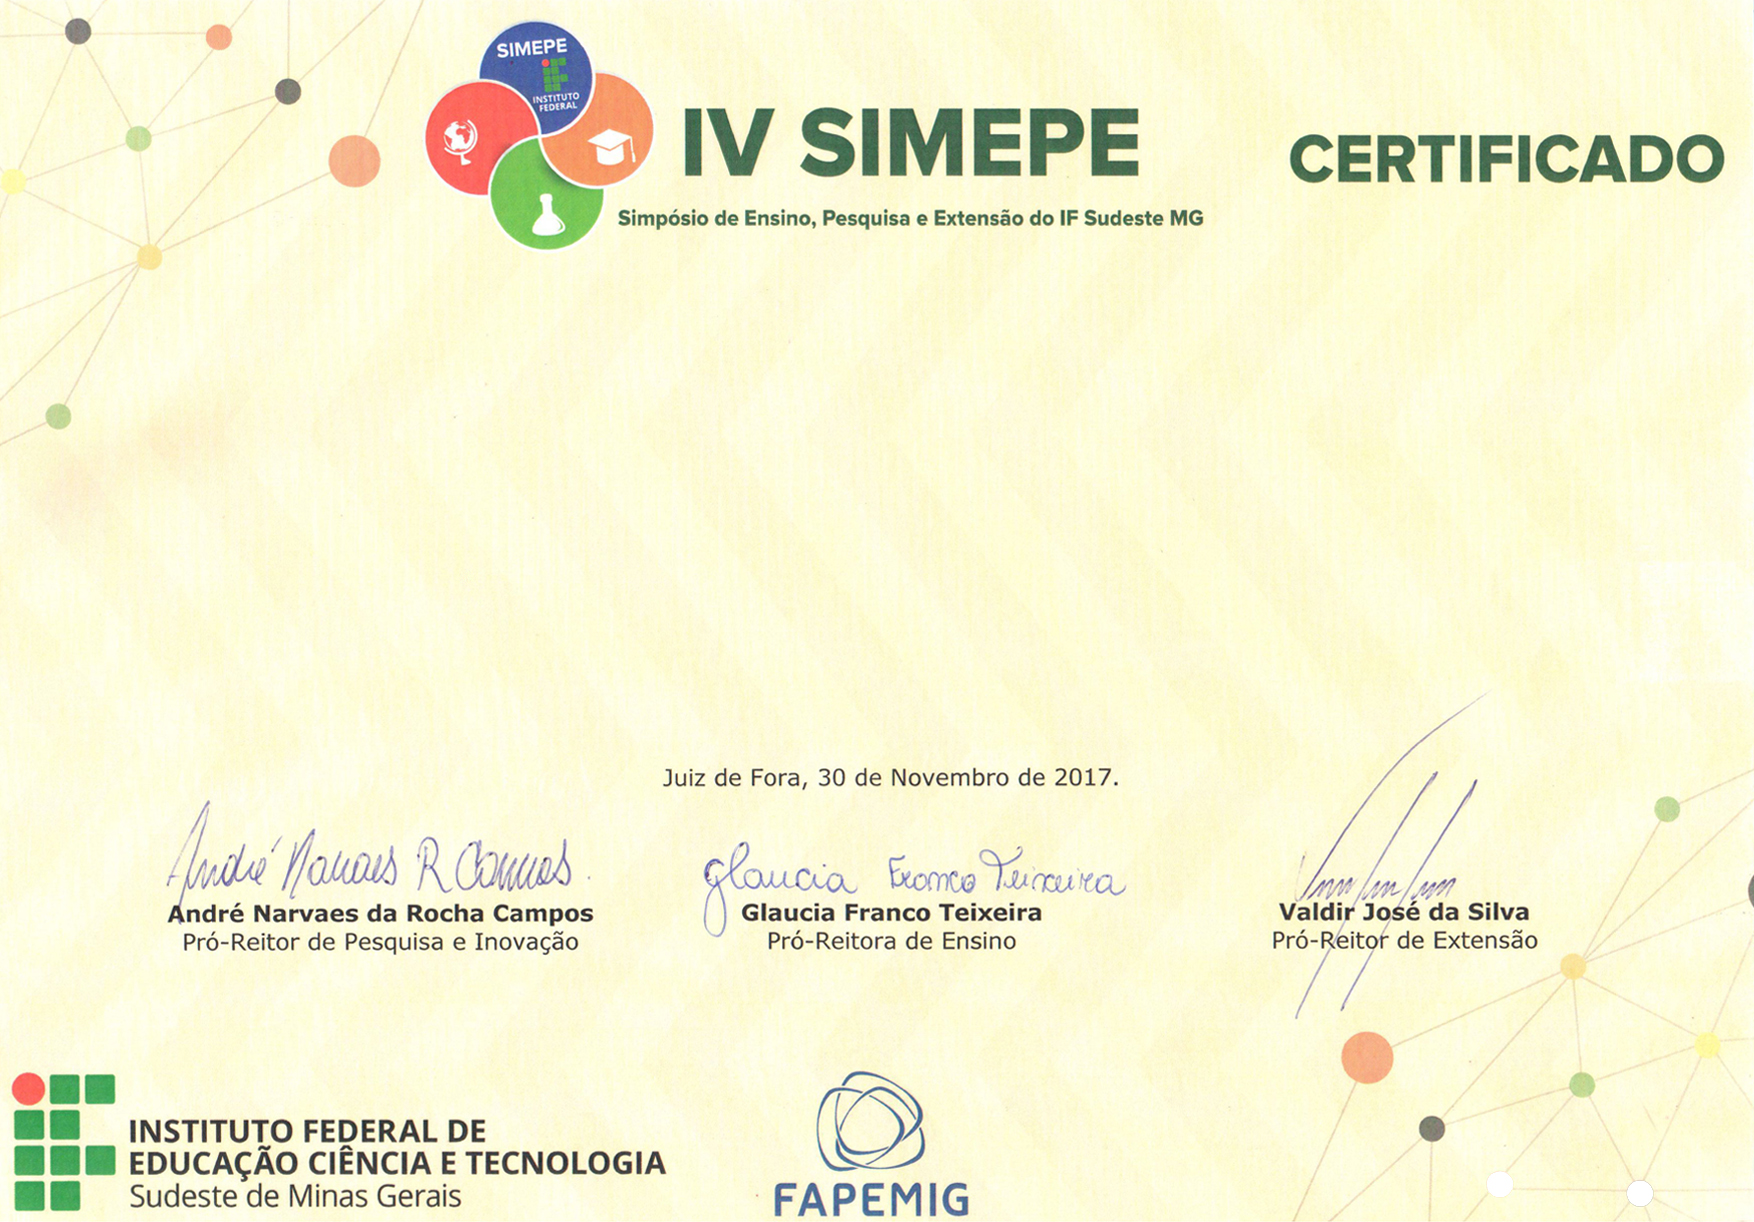 SIMEPE
INSTITUTO
FEDERAL
IV SIMEPE
CERTIFICADO
Simpósio de Ensino, Pesquisa e Extensão do IF Sudeste MG
Juiz de Fora, 30 de Novembro de 2017.
André Narvaes R Campos
Glaucia Franco Teixeira
André Narvaes da Rocha Campos
Glaucia Franco Teixeira
Valdir José da Silva
Pró-Reitor de Pesquisa e Inovação
Pró-Reitora de Ensino
Pró-Reitor de Extensão
INSTITUTO FEDERAL DE
EDUCAÇÃO CIÊNCIA E TECNOLOGIA
Sudeste de Minas Gerais
FAPEMIG